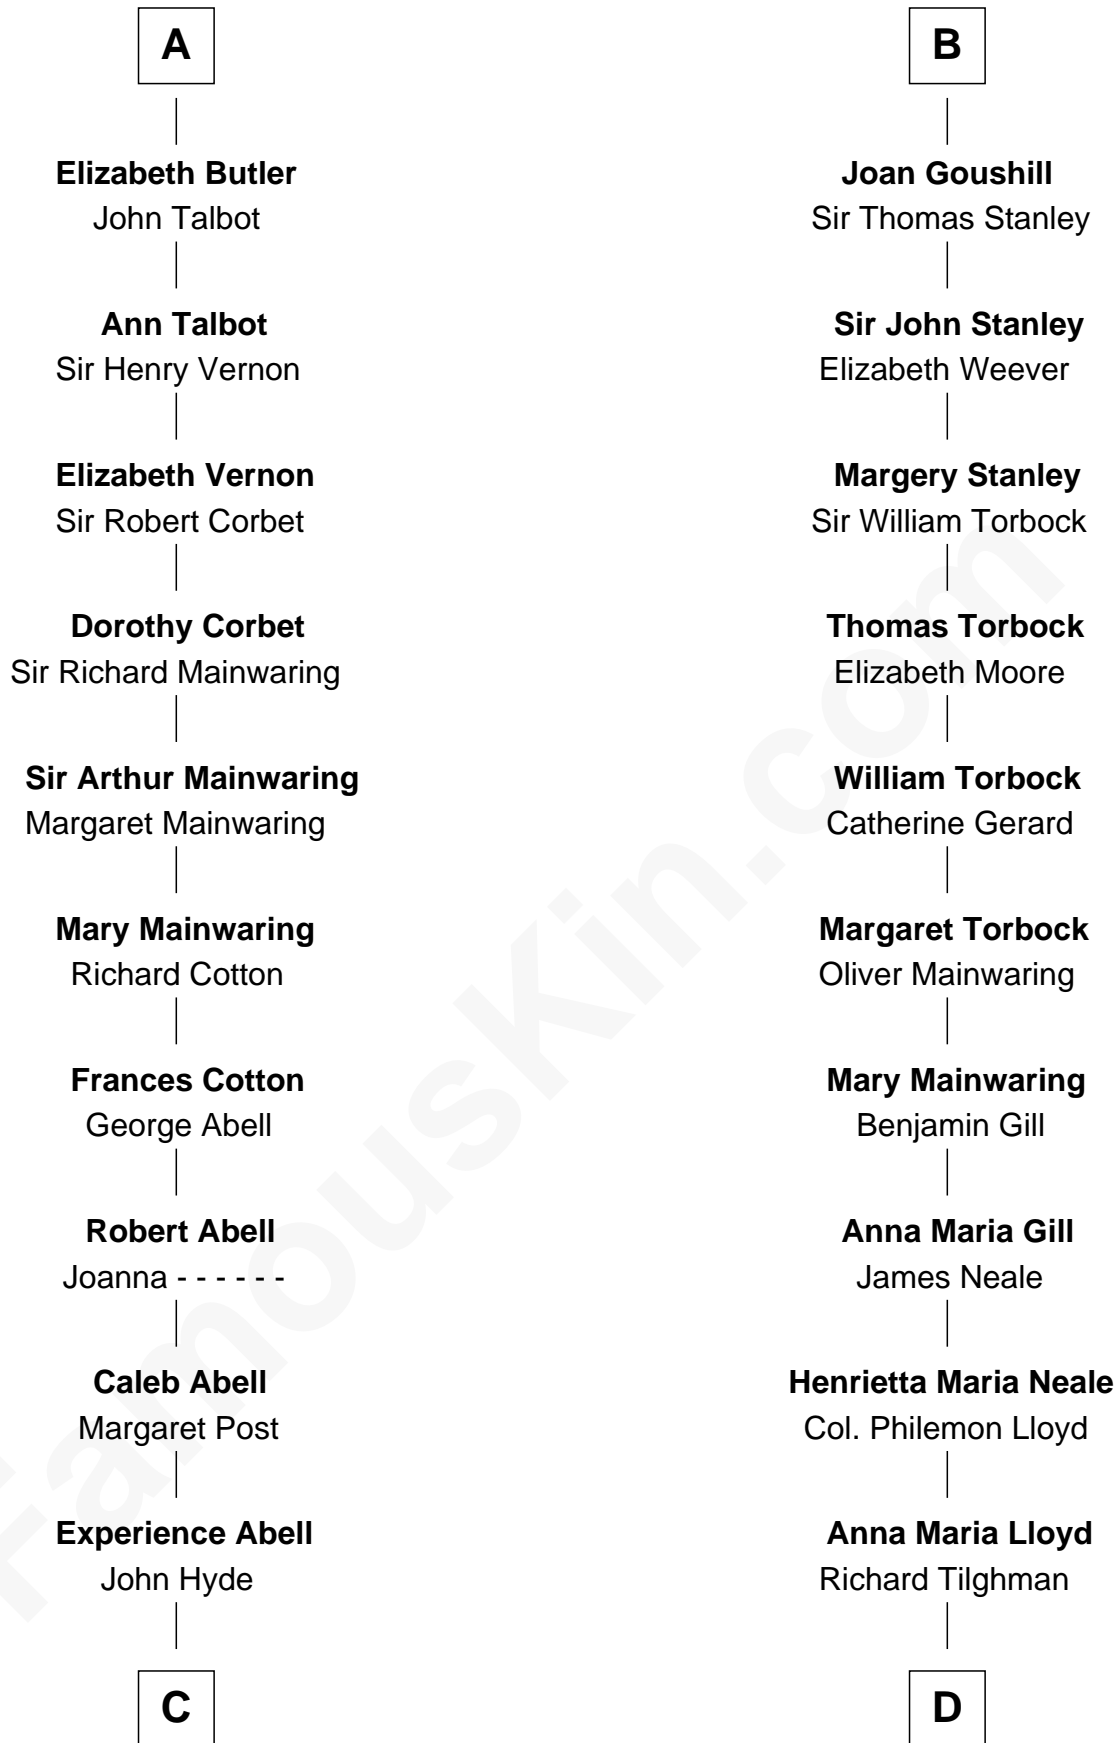 A
Elizabeth Butler
John Talbot
Ann Talbot
Sir Henry Vernon
Elizabeth Vernon
Sir Robert Corbet
Dorothy Corbet
Sir Richard Mainwaring
Sir Arthur Mainwaring
Margaret Mainwaring
Mary Mainwaring
Richard Cotton
Frances Cotton
George Abell
Robert Abell
Joanna - - - - - -
Caleb Abell
Margaret Post
Experience Abell
John Hyde
C
B
Joan Goushill
Sir Thomas Stanley
Sir John Stanley
Elizabeth Weever
Margery Stanley
Sir William Torbock
Thomas Torbock
Elizabeth Moore
William Torbock
Catherine Gerard
Margaret Torbock
Oliver Mainwaring
Mary Mainwaring
Benjamin Gill
Anna Maria Gill
James Neale
Henrietta Maria Neale
Col. Philemon Lloyd
Anna Maria Lloyd
Richard Tilghman
D
FamousKin.com